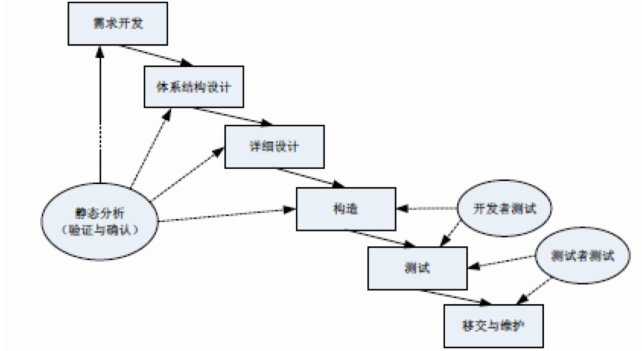 需求开发
体系结构设计
详细设计
静态分析
（验证与确认）
构造
开发者测试
测试
测试者测试
移交与维护